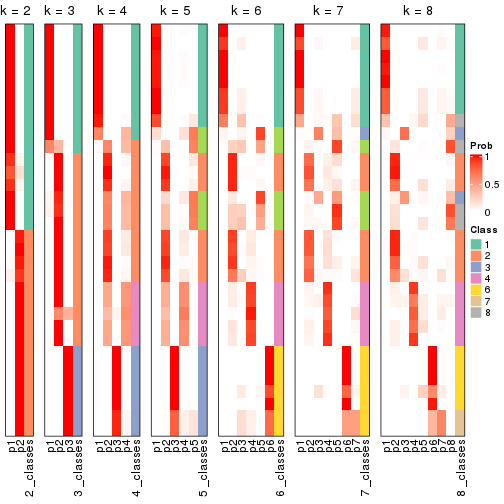 k = 2 k = 3 k = 4 k = 5 k = 6 k = 7 k = 8
Prob
1
0.5
0
Class
1
2
3
4
6
7
8
p1 p2 2_classes
p1 p2 p3 3_classes
p1 p2 p3 p4 4_classes
p1 p2 p3 p4 p5 5_classes
p1 p2 p3 p4 p5 p6 6_classes
p1 p2 p3 p4 p5 p6 p7 7_classes
p1 p2 p3 p4 p5 p6 p7 p8 8_classes